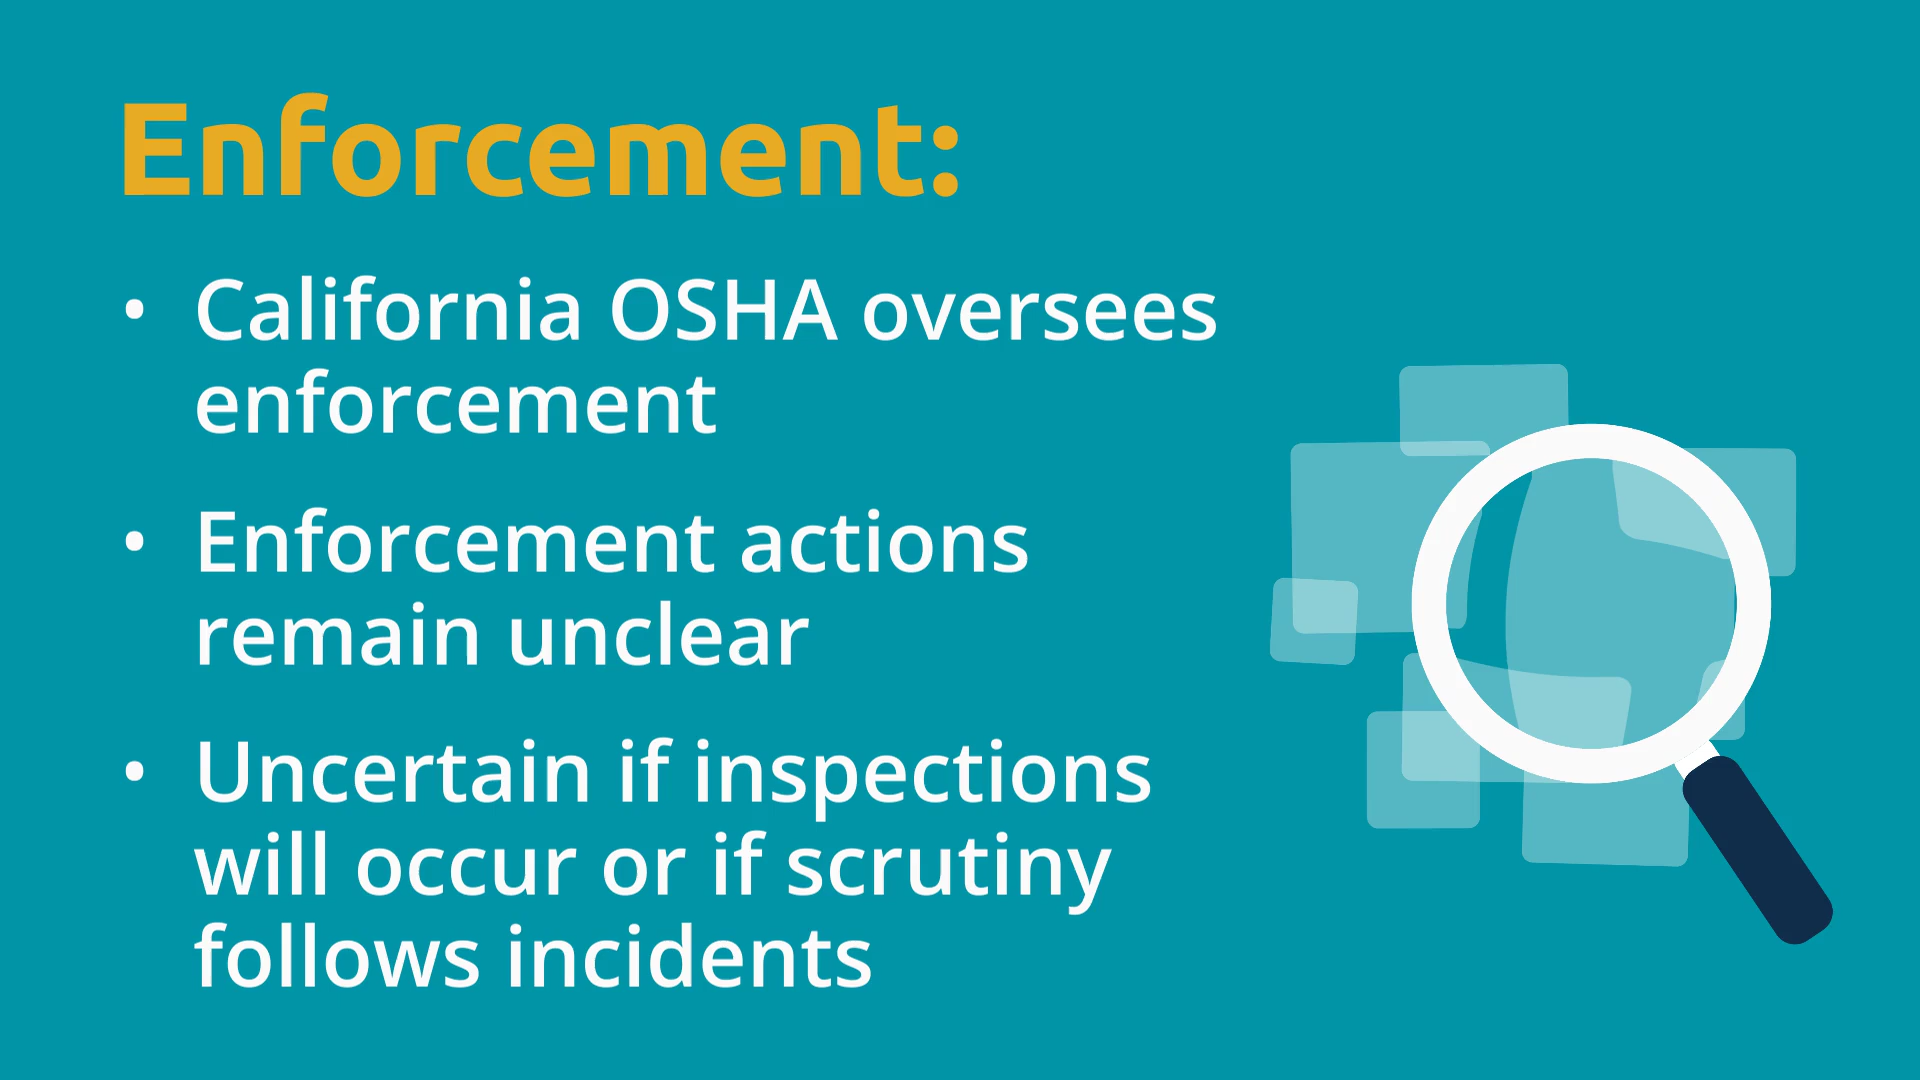 Enforcement:
• California OSHA oversees
enforcement
• Enforcement actions
remain unclear
• Uncertain if inspections
will occur or if scrutiny
follows incidents